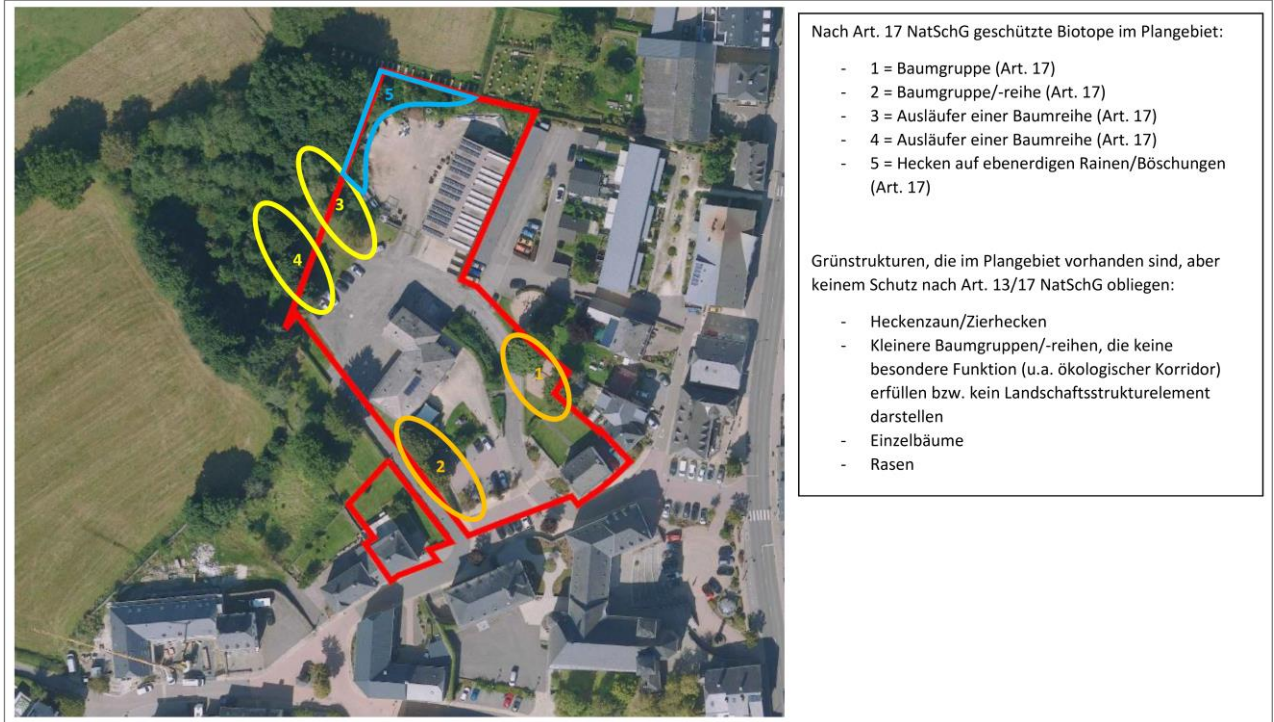 Nach Art. 17 NatSchG geschützte Biotope im Plangebiet:
- 1 = Baumgruppe (Art. 17)
- 2 = Baumgruppe/-reihe (Art. 17)
- 3 = Ausläufer einer Baumreihe (Art. 17)
- 4 = Ausläufer einer Baumreihe (Art. 17)
- 5 = Hecken auf ebenerdigen Rainen/Böschungen
(Art. 17)
Grünstrukturen, die im Plangebiet vorhanden sind, aber
keinem Schutz nach Art. 13/17 NatSchG obliegen:
- Heckenzaun/Zierhecken
- Kleinere Baumgruppen/-reihen, die keine
besondere Funktion (u.a. ökologischer Korridor)
erfüllen bzw. kein Landschaftsstrukturelement
darstellen
- Einzelbäume
- Rasen
5
3
4
1
2